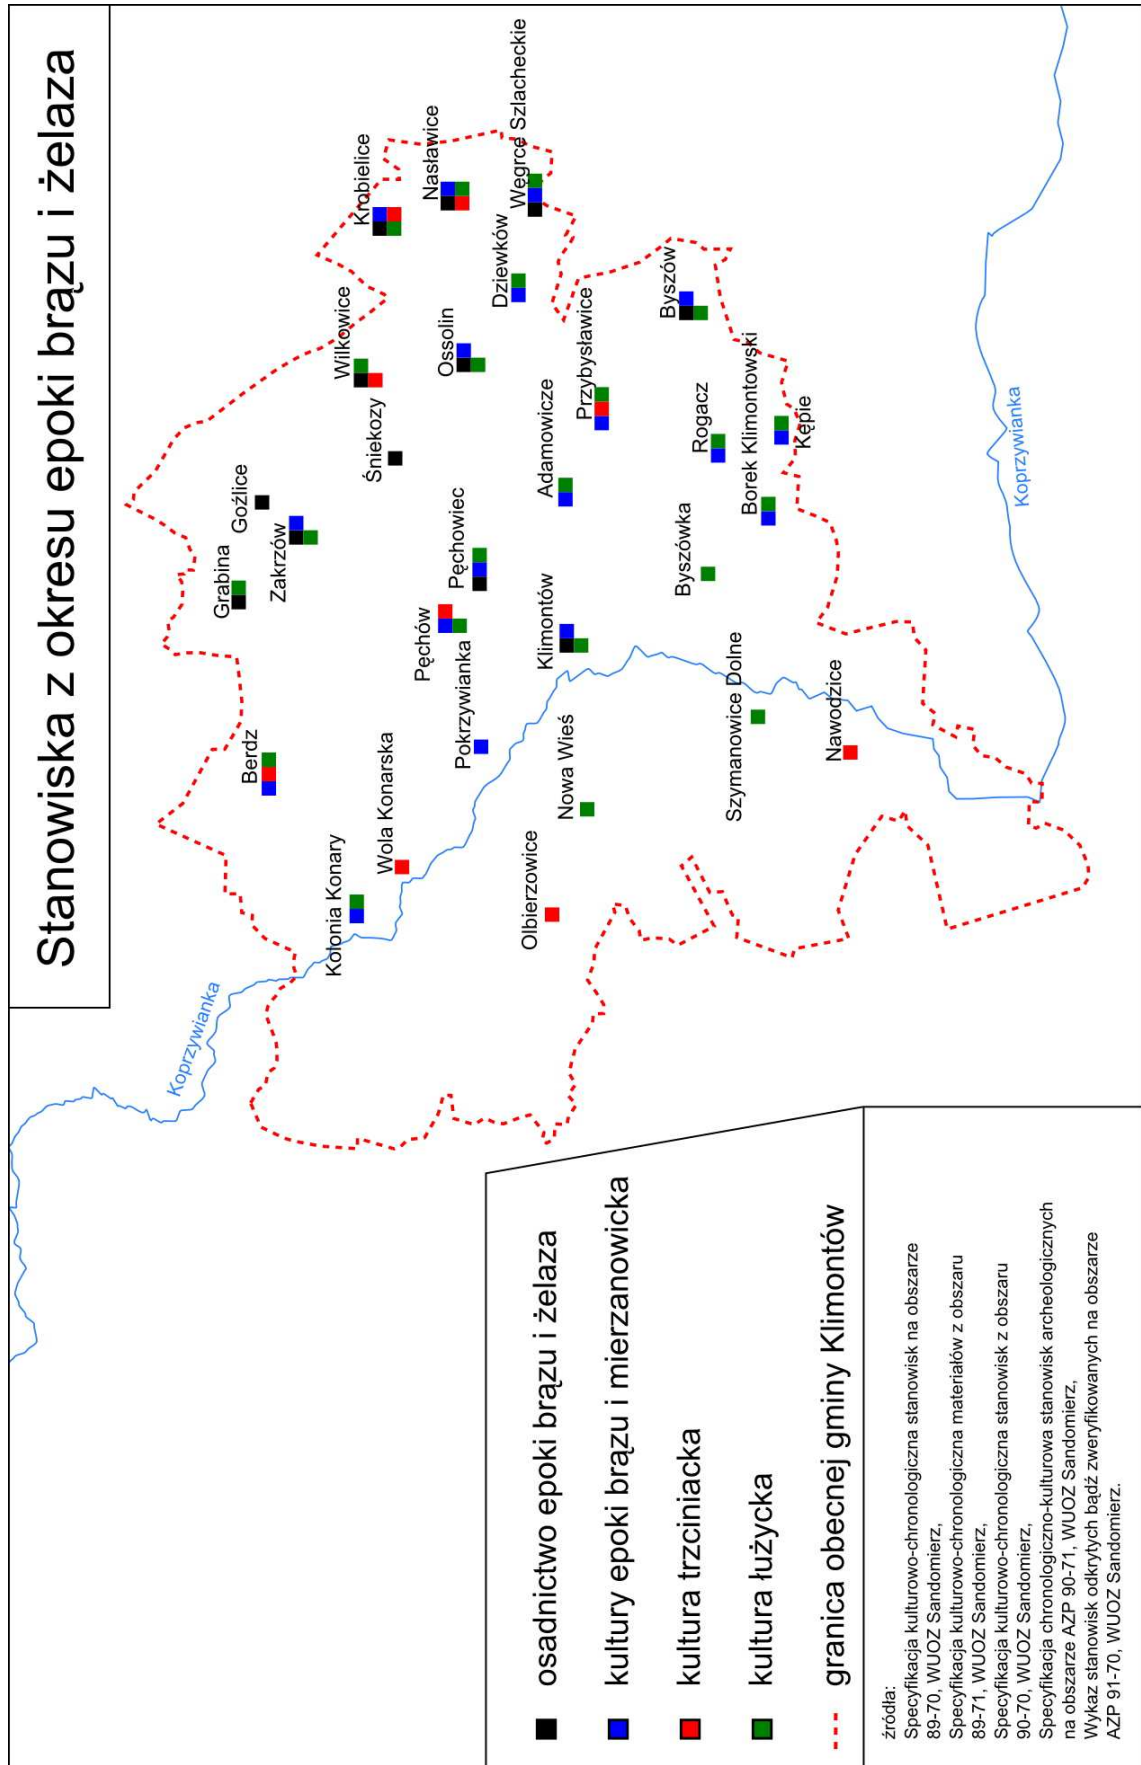 Stanowiska z okresu epoki brązu i żelaza
Koprzywianka
Grabina
Goźlice
Zakrzów
Berdz
Wilkowice
Krobielice
Śniekozy
Nasławice
Ossolin
Węgrce Szlacheckie
Dziewków
Kolonia Konary
Wola Konarska
Pęchów
Pęchowiec
Pokrzywianka
Adamowicze
Przybysławice
Klimontów
Olbierzowice
Nowa Wieś
Byszów
Rogacz
Byszówka
Borek Klimontowski
Kępie
Szymanowice Dolne
Nawodzice
Koprzywianka
osadnictwo epoki brązu i żelaza
kultury epoki brązu i mierzanowicka
kultura trzciniacka
kultura łużycka
granica obecnej gminy Klimontów
źródła:
Specyfikacja kulturowo-chronologiczna stanowisk na obszarze
89-70, WUOZ Sandomierz,
Specyfikacja kulturowo-chronologiczna materiałów z obszaru
89-71, WUOZ Sandomierz,
Specyfikacja kulturowo-chronologiczna stanowisk z obszaru
90-70, WUOZ Sandomierz,
Specyfikacja chronologiczno-kulturowa stanowisk archeologicznych
na obszarze AZP 90-71, WUOZ Sandomierz,
Wykaz stanowisk odkrytych bądź zweryfikowanych na obszarze
AZP 91-70, WUOZ Sandomierz.